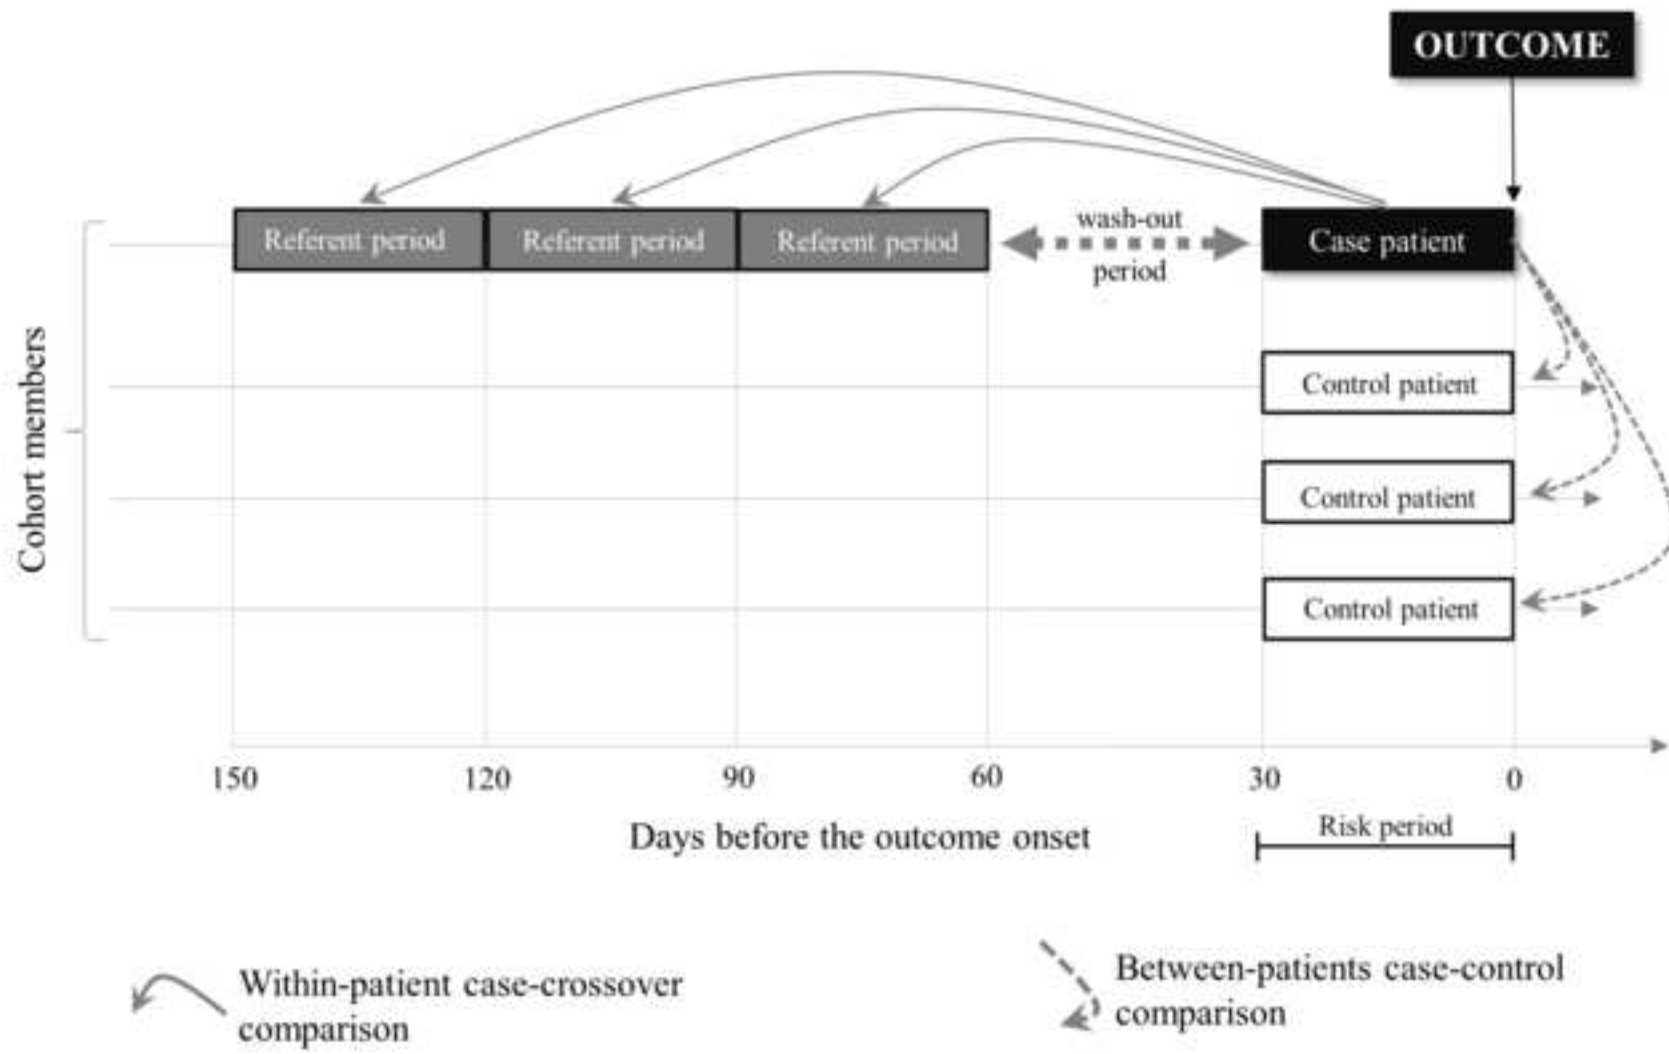 OUTCOME
Referent period
Referent period
Referent period
wash-out
period
Case patient
Control patient
Control patient
Control patient
Cohort members
150
120
90
60
30
0
Days before the outcome onset
Risk period
Within-patient case-crossover
comparison
Between-patients case-control
comparison